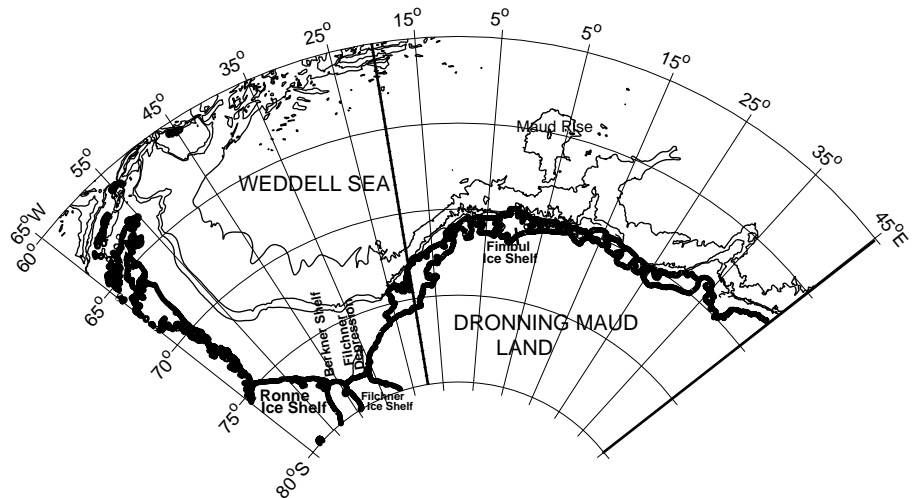 15°
5°
5°
25°
15°
35°
25°
45°
35°
55°
65°W
45°E
60°
65°
70°
75°
80°S
Maud Rise
WEDDELL SEA
Fimbul
Ice Shelf
DRONNING MAUD
LAND
Berkner Shelf
Filchner
Depression
Ronne
Ice Shelf
Filchner
Ice Shelf